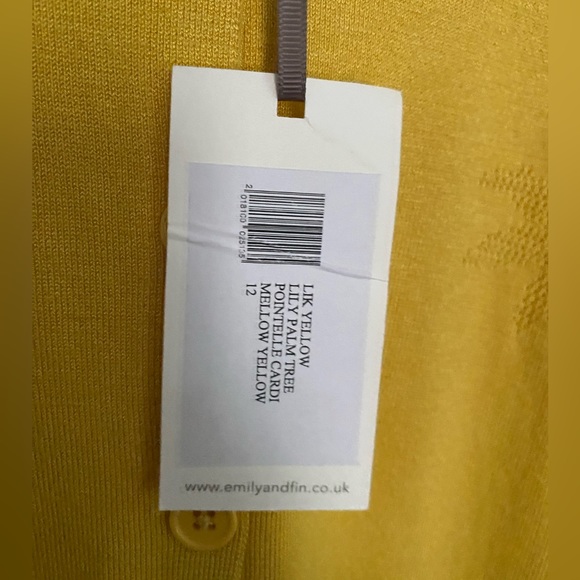 LIK YELLOW
LILY PALM TREE
POINTELLE CARDI
MELLOW YELLOW
12
www.emilyandfin.co.uk